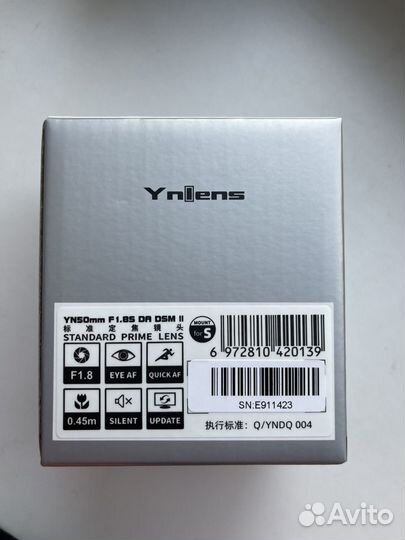 Ynlens
YN50mm F1.8S DA DSM II
标准定焦镜头
STANDARD PRIME LENS
MOUNT
for S
6 972810 420139
F1.8
EYE AF
QUICK AF
0.45m
SILENT
UPDATE
SN:E911423
执行标准：Q/YNDQ 004
Avito